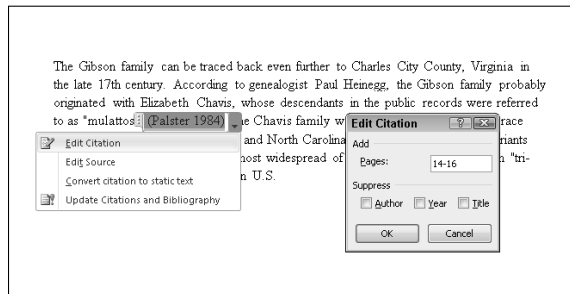 The Gibson family can be traced back even further to Charles City County, Virginia in
the late 17th century. According to genealogist Paul Heinegg, the Gibson family probably
originated with Elizabeth Chavis, whose descendants in the public records were referred
to as "mulattos (Palster 1984) e Chavis family w race
and North Carolina riants
ost widespread of n "tri-
n U.S.
Edit Citation
Edit Source
Convert citation to static text
Update Citations and Bibliography
Edit Citation
Add
Pages: 14-16
Suppress
Author Year Title
OK Cancel